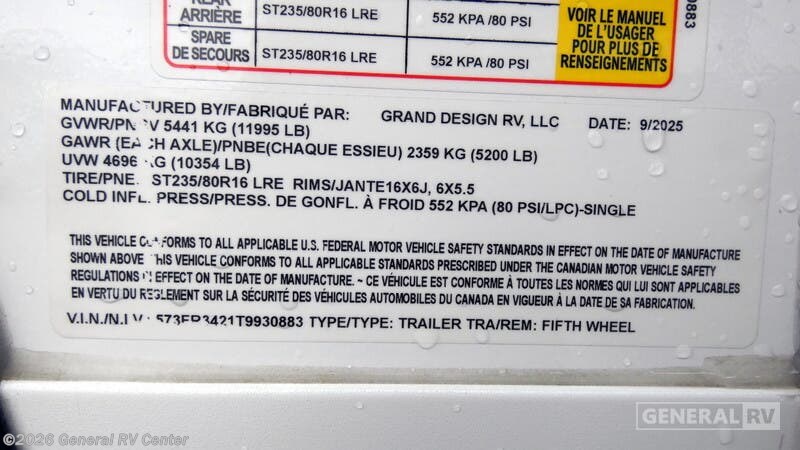 ARRIÈRE
ST235/80R16 LRE
552 KPA /80 PSI
SPARE
DE SECOURS
ST235/80R16 LRE
552 KPA /80 PSI
VOIR LE MANUEL
DE L'USAGER
POUR PLUS DE
RENSEIGNEMENTS
MANUFACTURED BY/FABRIQUÉ PAR: GRAND DESIGN RV, LLC DATE: 9/2025
5441 KG (11995 LB)
GAWR (EACH AXLE)/PNBE(CHAQUE ESSIEU) 2359 KG (5200 LB)
UVW 4696 KG (10354 LB)
ST235/80R16 LRE RIMS/JANTE16X6J, 6X5.5
COLD INFL. PRESS/PRESS. DE GONFL. À FROID 552 KPA (80 PSI/LPC)-SINGLE
THIS VEHICLE CONFORMS TO ALL APPLICABLE U.S. FEDERAL MOTOR VEHICLE SAFETY STANDARDS IN EFFECT ON THE DATE OF MANUFACTURE
SHOWN ABOVE THIS VEHICLE CONFORMS TO ALL APPLICABLE STANDARDS PRESCRIBED UNDER THE CANADIAN MOTOR VEHICLE SAFETY
REGULATIONS IN EFFECT ON THE DATE OF MANUFACTURE. ~ CE VÉHICULE EST CONFORME À TOUTES LES NORMES QUI LUI SONT APPLICABLES
EN VERTU DU REGLEMENT SUR LA SÉCURITÉ DES VÉHICULES AUTOMOBILES DU CANADA EN VIGUEUR À LA DATE DE SA FABRICATION.
TYPE/TYPE: TRAILER TRA/REM: FIFTH WHEEL
GENERAL RV
©2026 General RV Center